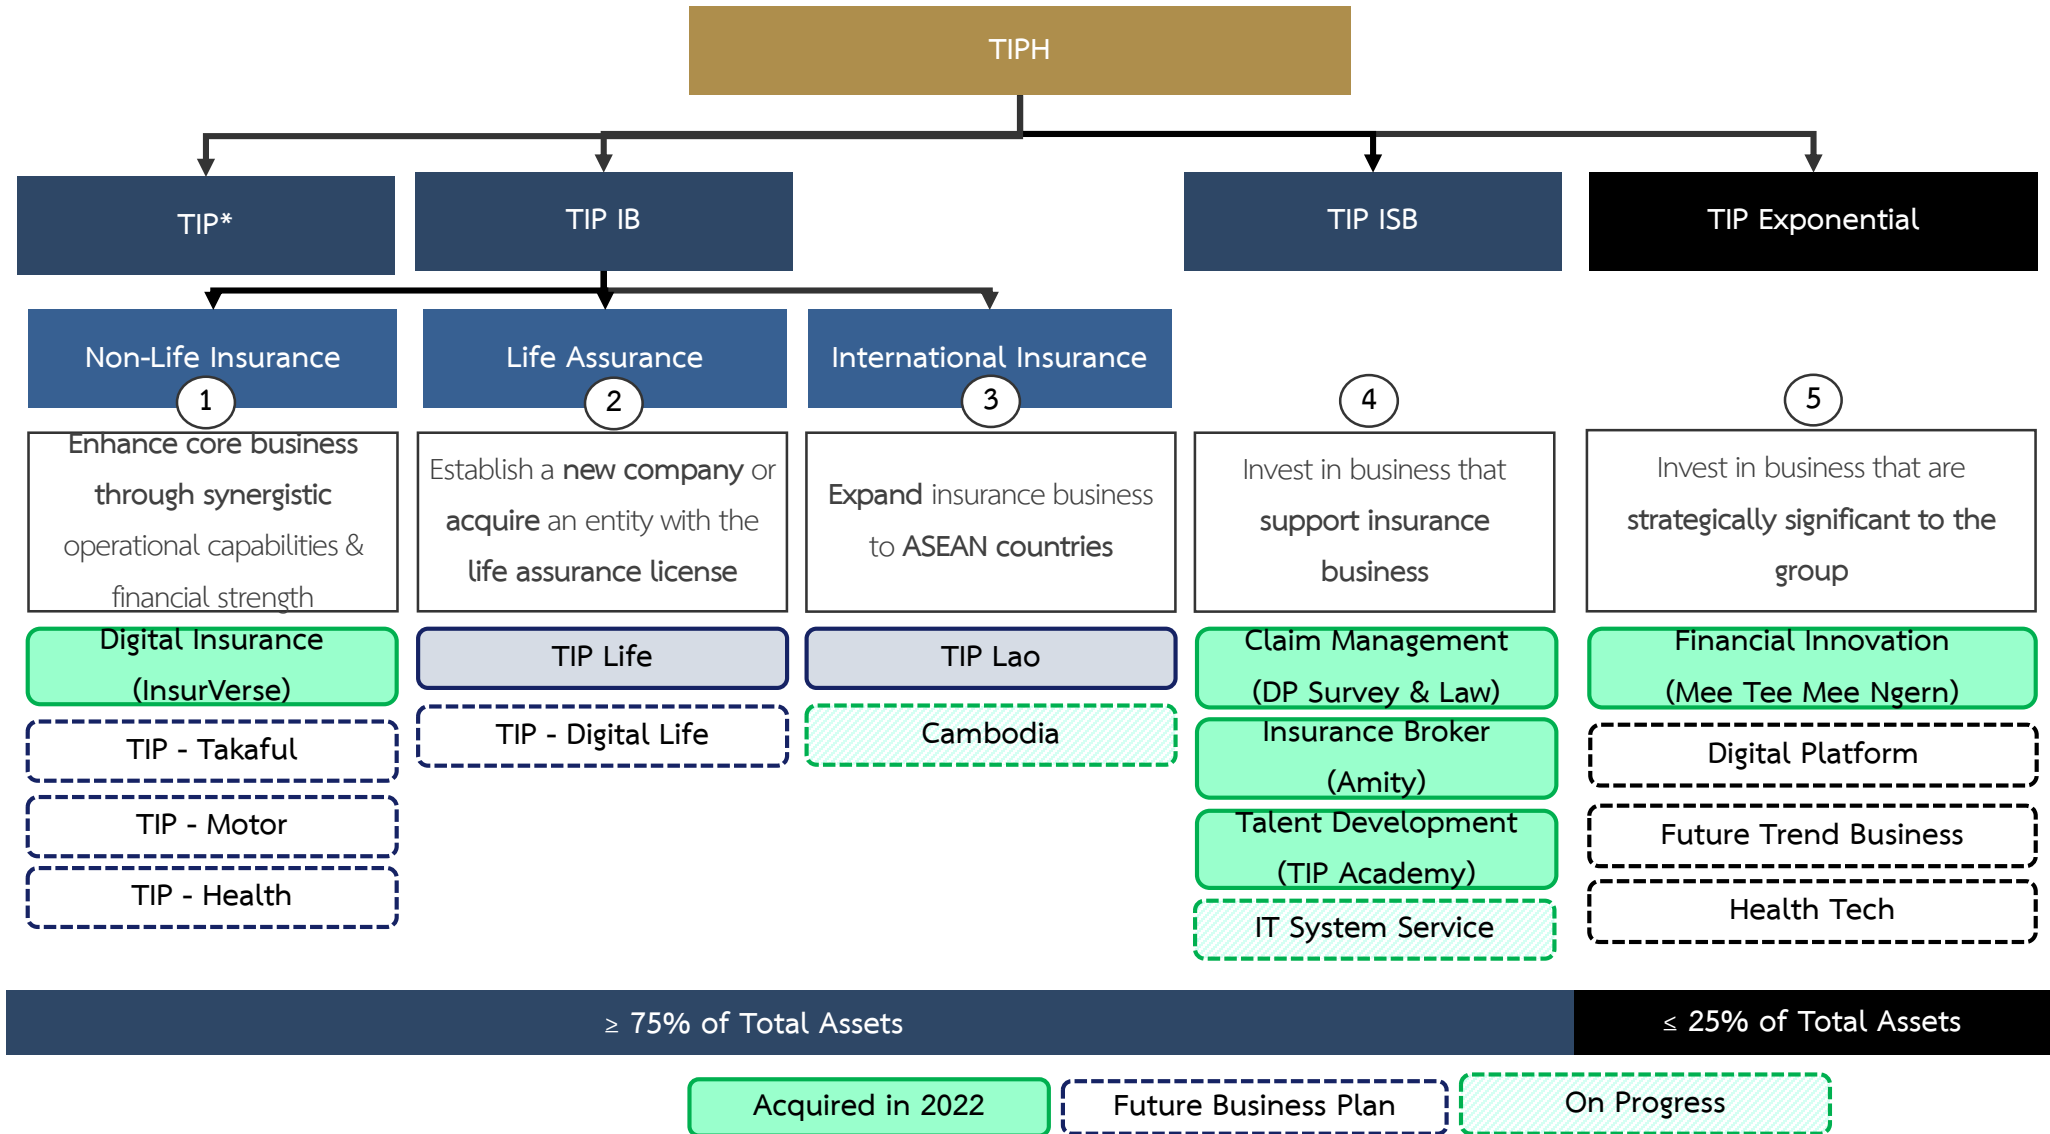 TIPH
TIP*
TIP IB
TIP ISB
TIP Exponential
Non-Life Insurance
Life Assurance
International Insurance
1
2
3
4
5
Enhance core business
through synergistic
operational capabilities &
financial strength
Establish a new company or
acquire an entity with the
life assurance license
Expand insurance business
to ASEAN countries
Invest in business that
support insurance
business
Invest in business that are
strategically significant to the
group
Digital Insurance
(InsurVerse)
TIP - Takaful
TIP - Motor
TIP - Health
TIP Life
TIP - Digital Life
TIP Lao
Cambodia
Claim Management
(DP Survey & Law)
Insurance Broker
(Amity)
Talent Development
(TIP Academy)
IT System Service
Financial Innovation
(Mee Tee Mee Ngern)
Digital Platform
Future Trend Business
Health Tech
≥ 75% of Total Assets
≤ 25% of Total Assets
Acquired in 2022
Future Business Plan
On Progress